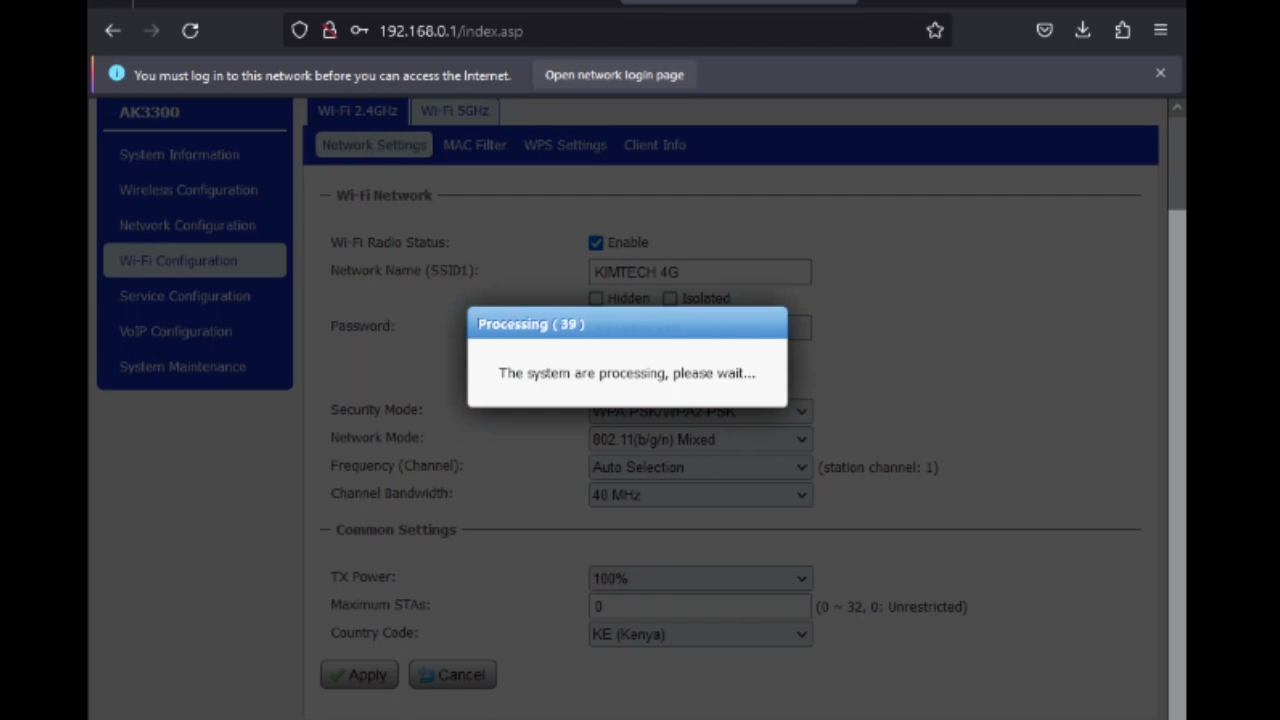 192.168.0.1/index.asp
You must log in to this network before you can access the Internet. Open network login page
AK3300
System Information
Wireless Configuration
Network Configuration
Wi-Fi Configuration
Service Configuration
VoIP Configuration
System Maintenance
Wi-Fi 2.4GHz Wi-Fi 5GHz
Network Settings MAC Filter WPS Settings Client Info
Wi-Fi Network
Wi-Fi Radio Status: Enable
Network Name (SSID1): KIMTECH 4G
Hidden Isolated
Password:
Processing ( 39 )
The system are processing, please wait...
Security Mode: WPA-PSK/WPA2-PSK
Network Mode: 802.11(b/g/n) Mixed
Frequency (Channel): Auto Selection (station channel: 1)
Channel Bandwidth: 40 MHz
Common Settings
TX Power: 100%
Maximum STAs: 0 (0 ~ 32, 0: Unrestricted)
Country Code: KE (Kenya)
Apply Cancel